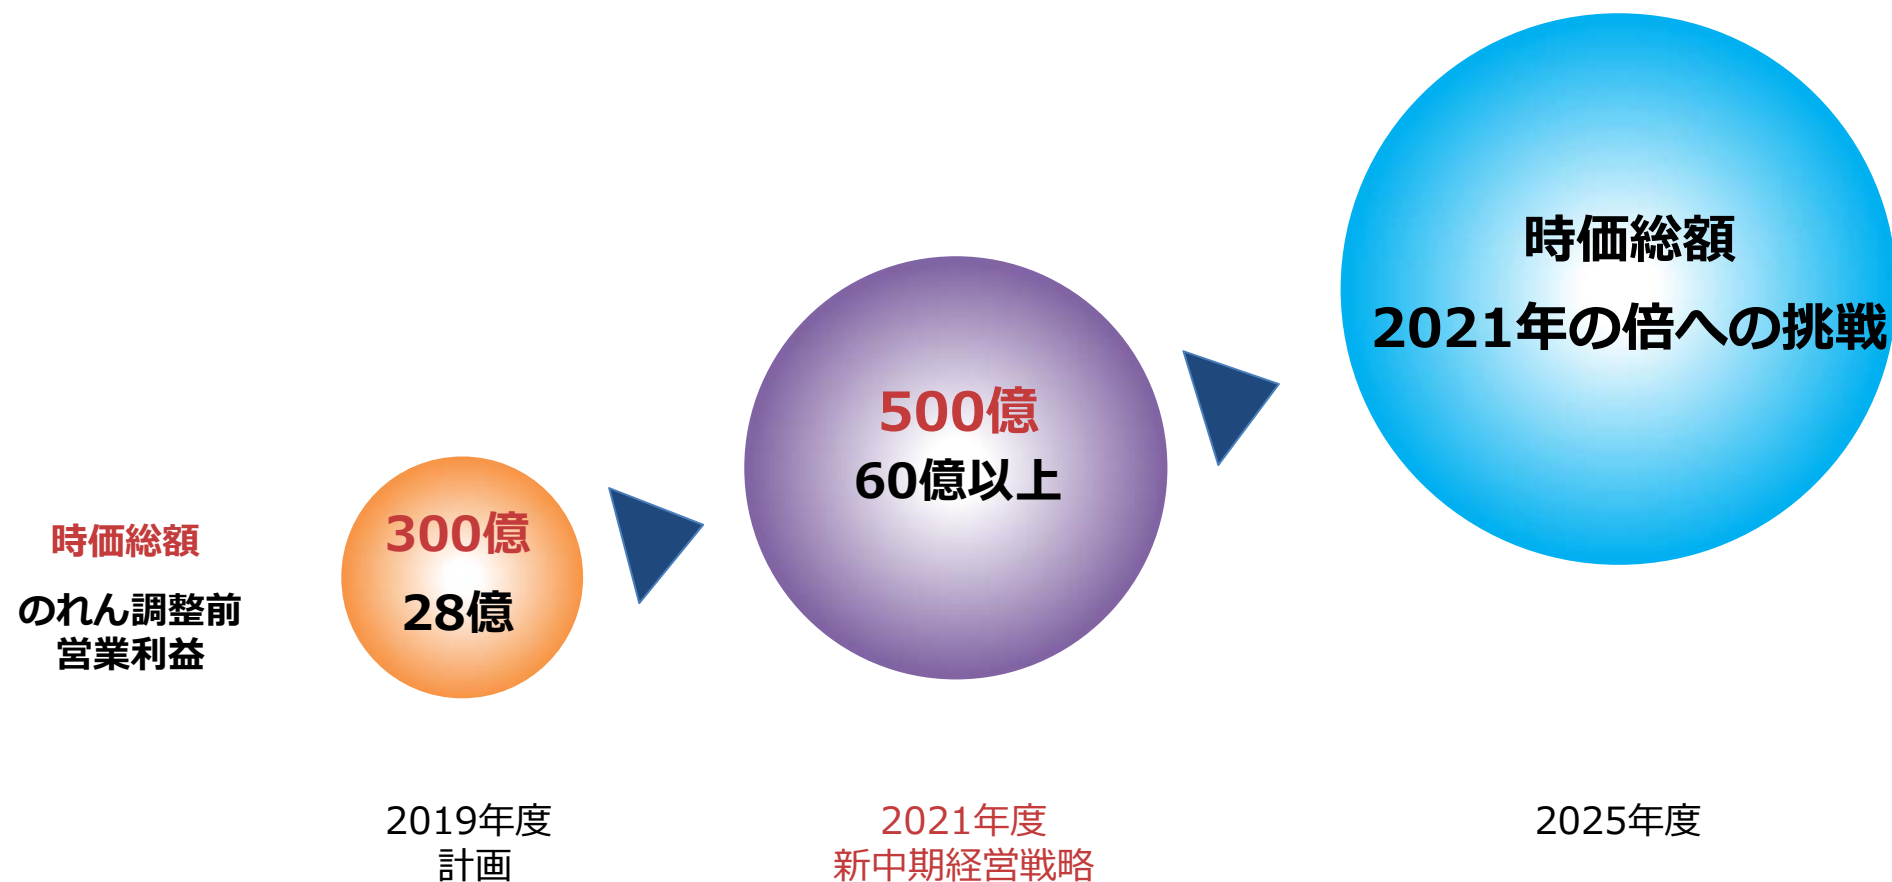 時価総額
のれん調整前
営業利益
300億
28億
500億
60億以上
時価総額
2021年の倍への挑戦
2019年度
計画
2021年度
新中期経営戦略
2025年度